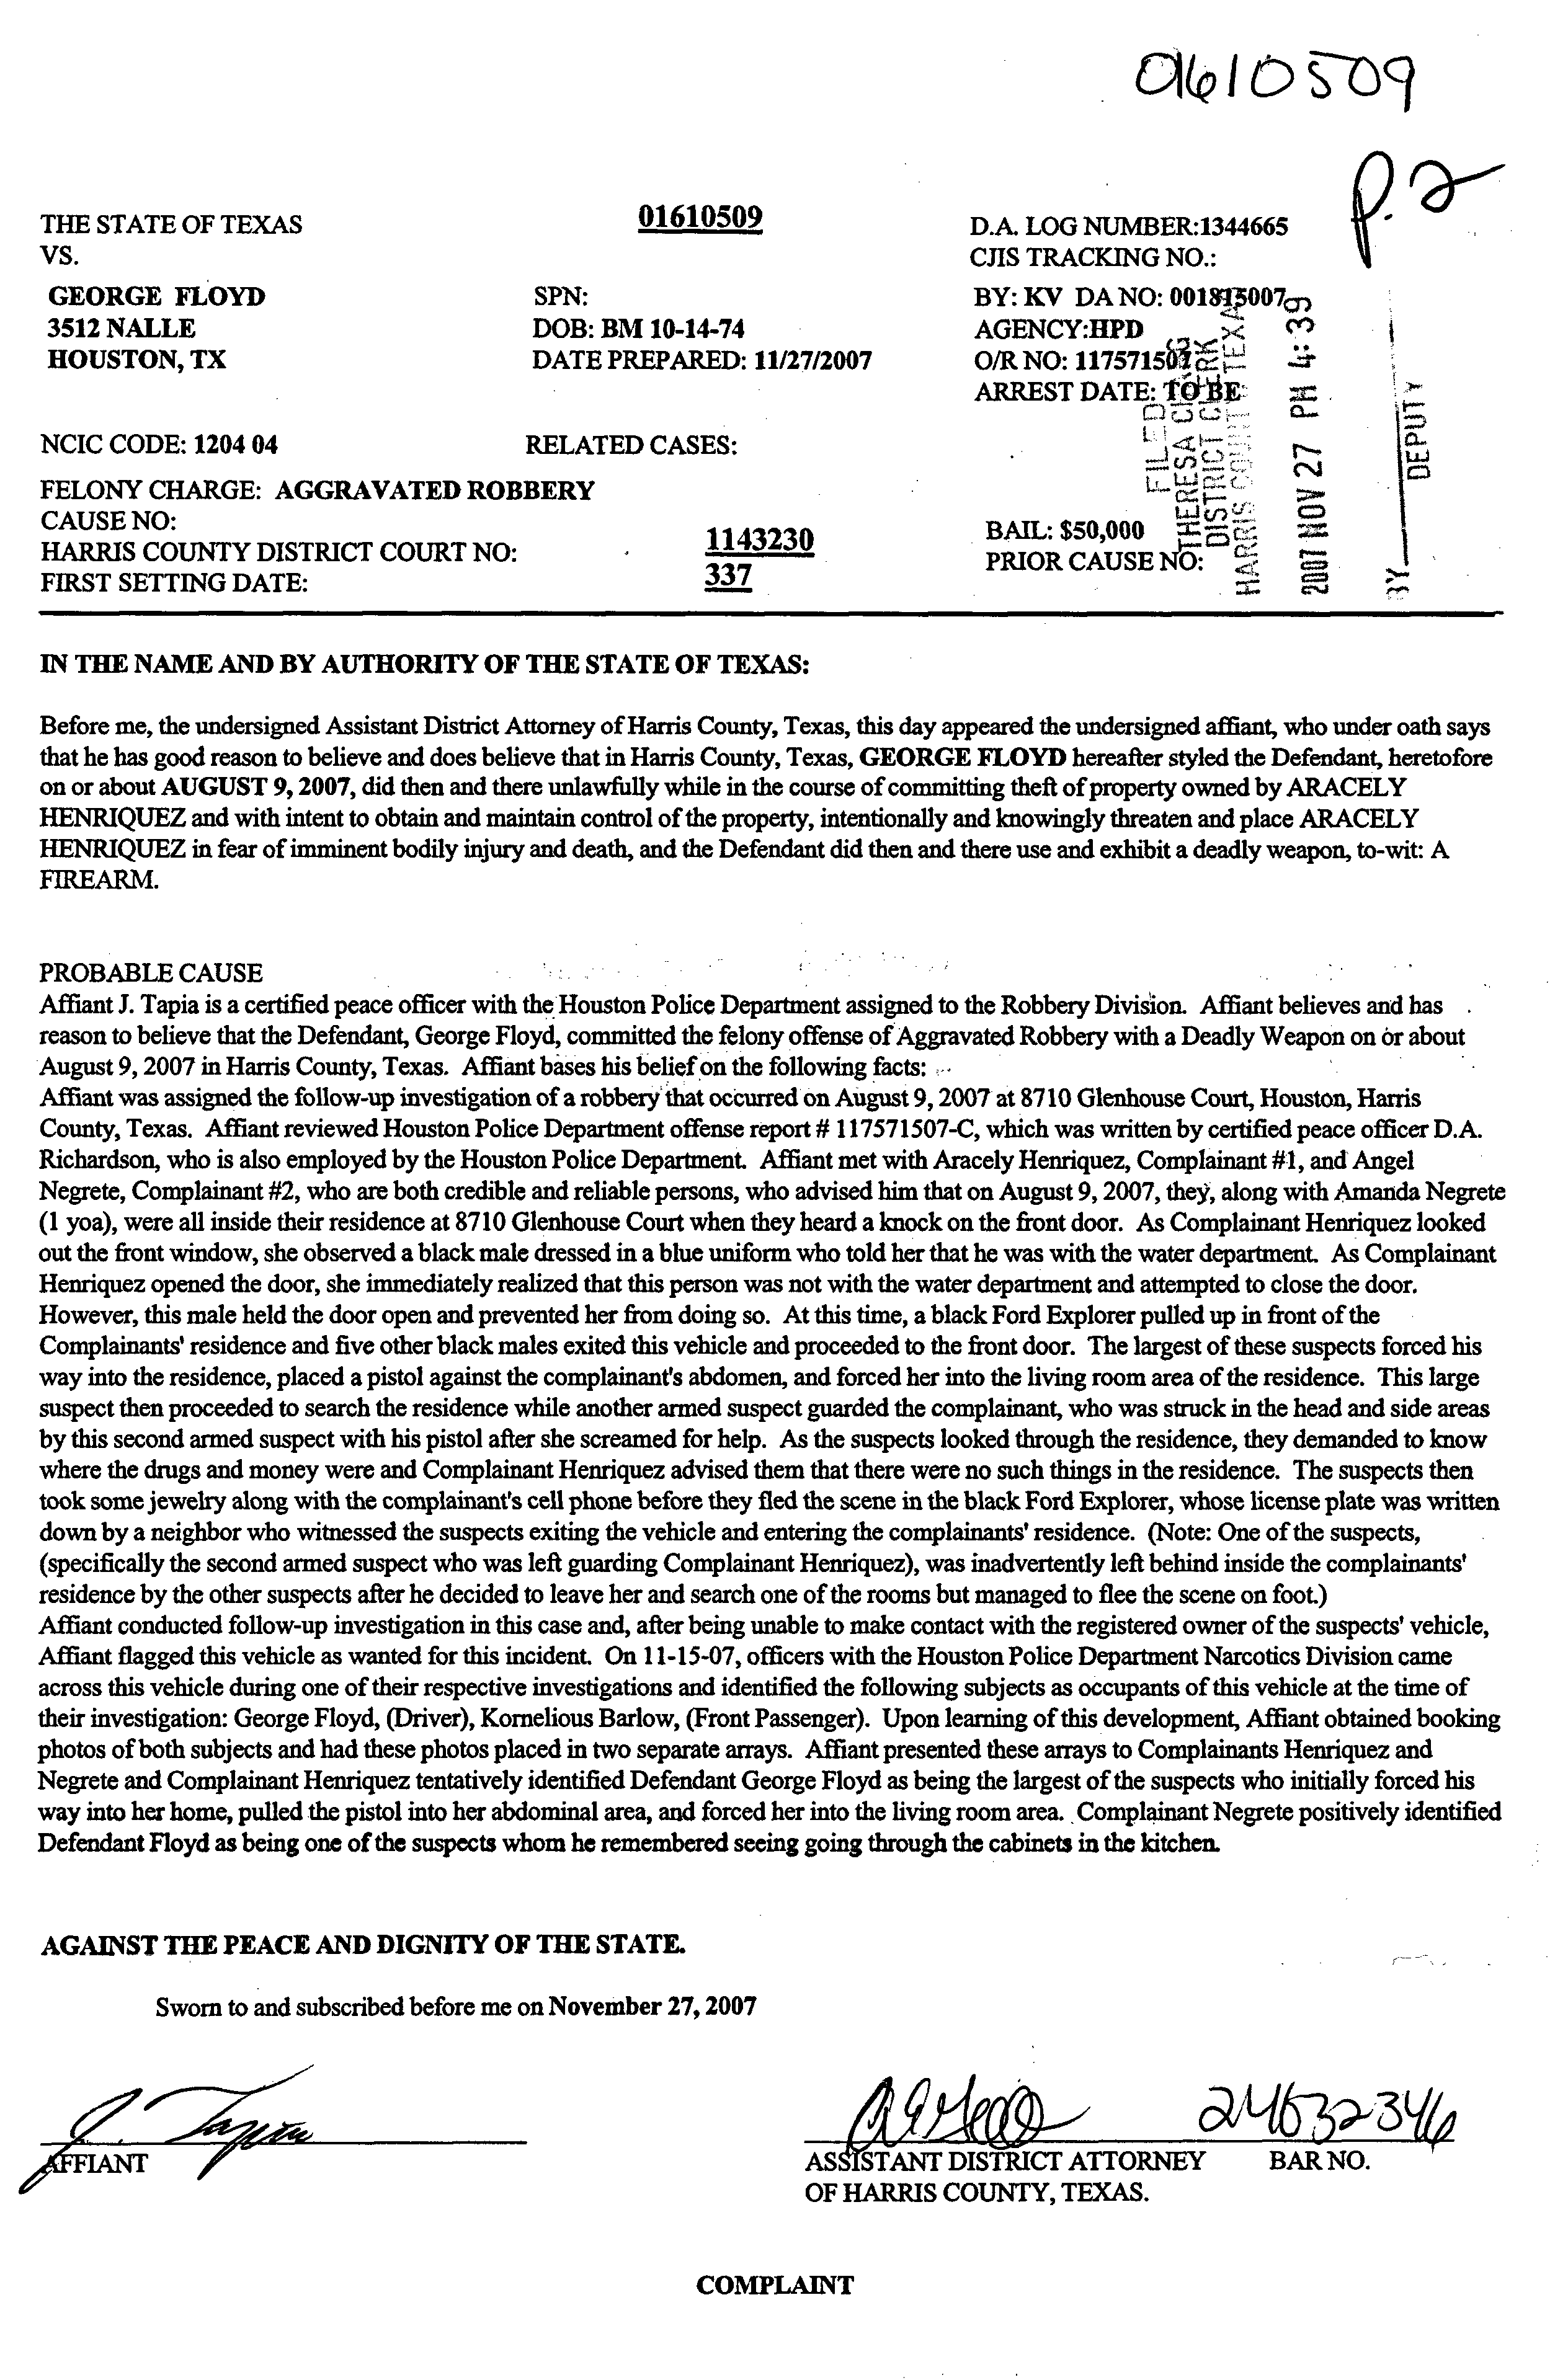 01610509
p.2
THE STATE OF TEXAS 01610509 D.A. LOG NUMBER:1344665
VS. CJIS TRACKING NO.:
GEORGE FLOYD SPN: BY: KV DA NO: 001815007
3512 NALLE DOB: BM 10-14-74 AGENCY:HPD
HOUSTON, TX DATE PREPARED: 11/27/2007 O/R NO: 117571507
ARREST DATE: TO BE
NCIC CODE: 1204 04 RELATED CASES:
FELONY CHARGE: AGGRAVATED ROBBERY
CAUSE NO: BAIL: $50,000
HARRIS COUNTY DISTRICT COURT NO: 1143230 PRIOR CAUSE NO:
FIRST SETTING DATE: 337
FILED
THERESA
DISTRICT CLERK
HARRIS COUNTY TEXAS
2007 NOV 27 PM 4:39
BY DEPUTY
IN THE NAME AND BY AUTHORITY OF THE STATE OF TEXAS:
Before me, the undersigned Assistant District Attorney of Harris County, Texas, this day appeared the undersigned affiant, who under oath says
that he has good reason to believe and does believe that in Harris County, Texas, GEORGE FLOYD hereafter styled the Defendant, heretofore
on or about AUGUST 9, 2007, did then and there unlawfully while in the course of committing theft of property owned by ARACELY
HENRIQUEZ and with intent to obtain and maintain control of the property, intentionally and knowingly threaten and place ARACELY
HENRIQUEZ in fear of imminent bodily injury and death, and the Defendant did then and there use and exhibit a deadly weapon, to-wit: A
FIREARM.
PROBABLE CAUSE
Affiant J. Tapia is a certified peace officer with the Houston Police Department assigned to the Robbery Division. Affiant believes and has
reason to believe that the Defendant, George Floyd, committed the felony offense of Aggravated Robbery with a Deadly Weapon on or about
August 9, 2007 in Harris County, Texas. Affiant bases his belief on the following facts:
Affiant was assigned the follow-up investigation of a robbery that occurred on August 9, 2007 at 8710 Glenhouse Court, Houston, Harris
County, Texas. Affiant reviewed Houston Police Department offense report # 117571507-C, which was written by certified peace officer D.A.
Richardson, who is also employed by the Houston Police Department. Affiant met with Aracely Henriquez, Complainant #1, and Angel
Negrete, Complainant #2, who are both credible and reliable persons, who advised him that on August 9, 2007, they, along with Amanda Negrete
(1 yoa), were all inside their residence at 8710 Glenhouse Court when they heard a knock on the front door. As Complainant Henriquez looked
out the front window, she observed a black male dressed in a blue uniform who told her that he was with the water department. As Complainant
Henriquez opened the door, she immediately realized that this person was not with the water department and attempted to close the door.
However, this male held the door open and prevented her from doing so. At this time, a black Ford Explorer pulled up in front of the
Complainants' residence and five other black males exited this vehicle and proceeded to the front door. The largest of these suspects forced his
way into the residence, placed a pistol against the complainant's abdomen, and forced her into the living room area of the residence. This large
suspect then proceeded to search the residence while another armed suspect guarded the complainant, who was struck in the head and side areas
by this second armed suspect with his pistol after she screamed for help. As the suspects looked through the residence, they demanded to know
where the drugs and money were and Complainant Henriquez advised them that there were no such things in the residence. The suspects then
took some jewelry along with the complainant's cell phone before they fled the scene in the black Ford Explorer, whose license plate was written
down by a neighbor who witnessed the suspects exiting the vehicle and entering the complainants' residence. (Note: One of the suspects,
(specifically the second armed suspect who was left guarding Complainant Henriquez), was inadvertently left behind inside the complainants'
residence by the other suspects after he decided to leave her and search one of the rooms but managed to flee the scene on foot.)
Affiant conducted follow-up investigation in this case and, after being unable to make contact with the registered owner of the suspects' vehicle,
Affiant flagged this vehicle as wanted for this incident. On 11-15-07, officers with the Houston Police Department Narcotics Division came
across this vehicle during one of their respective investigations and identified the following subjects as occupants of this vehicle at the time of
their investigation: George Floyd, (Driver), Kornelious Barlow, (Front Passenger). Upon learning of this development, Affiant obtained booking
photos of both subjects and had these photos placed in two separate arrays. Affiant presented these arrays to Complainants Henriquez and
Negrete and Complainant Henriquez tentatively identified Defendant George Floyd as being the largest of the suspects who initially forced his
way into her home, pulled the pistol into her abdominal area, and forced her into the living room area. Complainant Negrete positively identified
Defendant Floyd as being one of the suspects whom he remembered seeing going through the cabinets in the kitchen.
AGAINST THE PEACE AND DIGNITY OF THE STATE.
Sworn to and subscribed before me on November 27, 2007
J. Tapia 24532346
AFFIANT ASSISTANT DISTRICT ATTORNEY BAR NO.
OF HARRIS COUNTY, TEXAS.
COMPLAINT